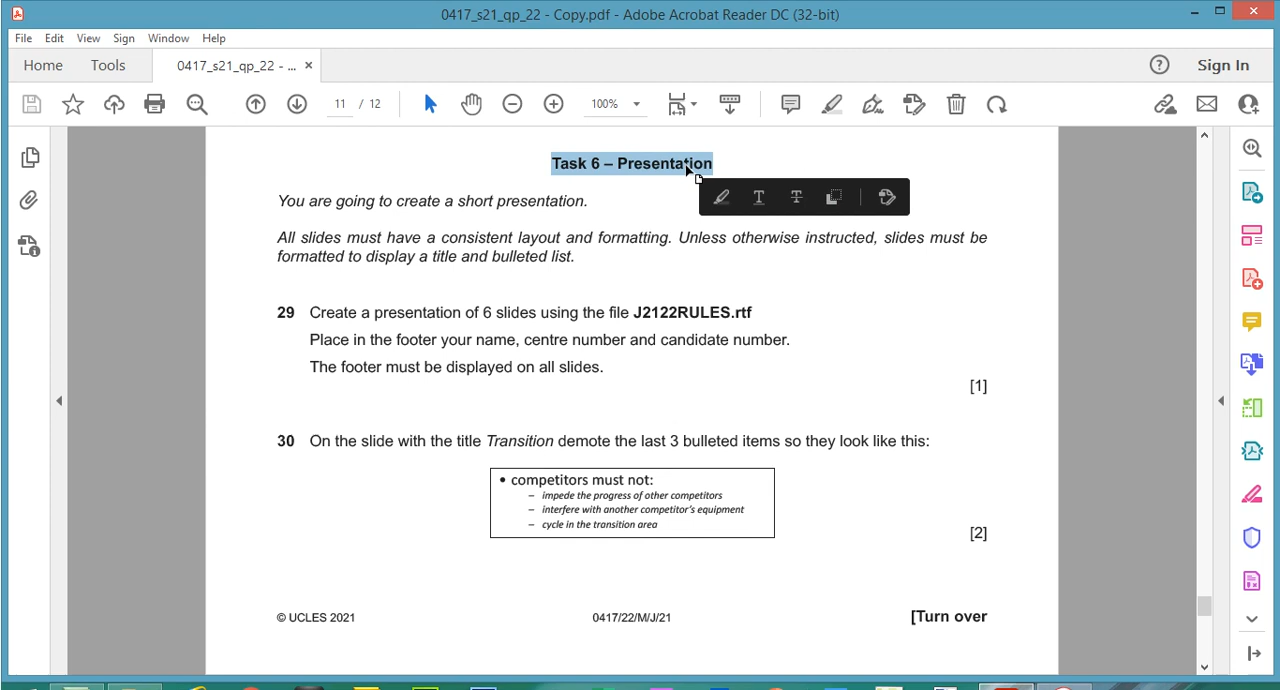 0417_s21_qp_22 - Copy.pdf - Adobe Acrobat Reader DC (32-bit)
File Edit View Sign Window Help
Home Tools 0417_s21_qp_22 - ... × ? Sign In
11 / 12 100%
Task 6 – Presentation
You are going to create a short presentation.
All slides must have a consistent layout and formatting. Unless otherwise instructed, slides must be
formatted to display a title and bulleted list.
29 Create a presentation of 6 slides using the file J2122RULES.rtf
Place in the footer your name, centre number and candidate number.
The footer must be displayed on all slides.
[1]
30 On the slide with the title Transition demote the last 3 bulleted items so they look like this:
• competitors must not:
– impede the progress of other competitors
– interfere with another competitor's equipment
– cycle in the transition area
[2]
© UCLES 2021 0417/22/M/J/21 [Turn over